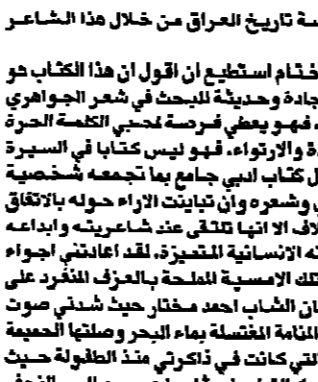 سة تاريخ العراق من خلال هذا الشاعر
ختام استطيع ان اقول ان هذا الكتاب هو
جادة وحديثة للبحث في شعر الجواهري
، فهو يعطي فرصة لمحبي الكلمة الحرة
ة والارتواء، فهو ليس كتابا في السيرة
ل كتاب ادبي جامع بما تجمعه شخصية
ي وشعره وان تباينت الاراء حوله بالاتفاق
لاف الا انها تلتقي عند شاعريته وابداعه
ته الانسانية المتميزة، لقد اعادتني اجواء
تلك الامسية الملحة بالعزف المنفرد على
ان الشاب احمد مختار حيث شدني صوت
المنامة المغتسلة بماء البحر وصلتها الحميمة
لتي كانت في ذاكرتي منذ الطفولة حيث